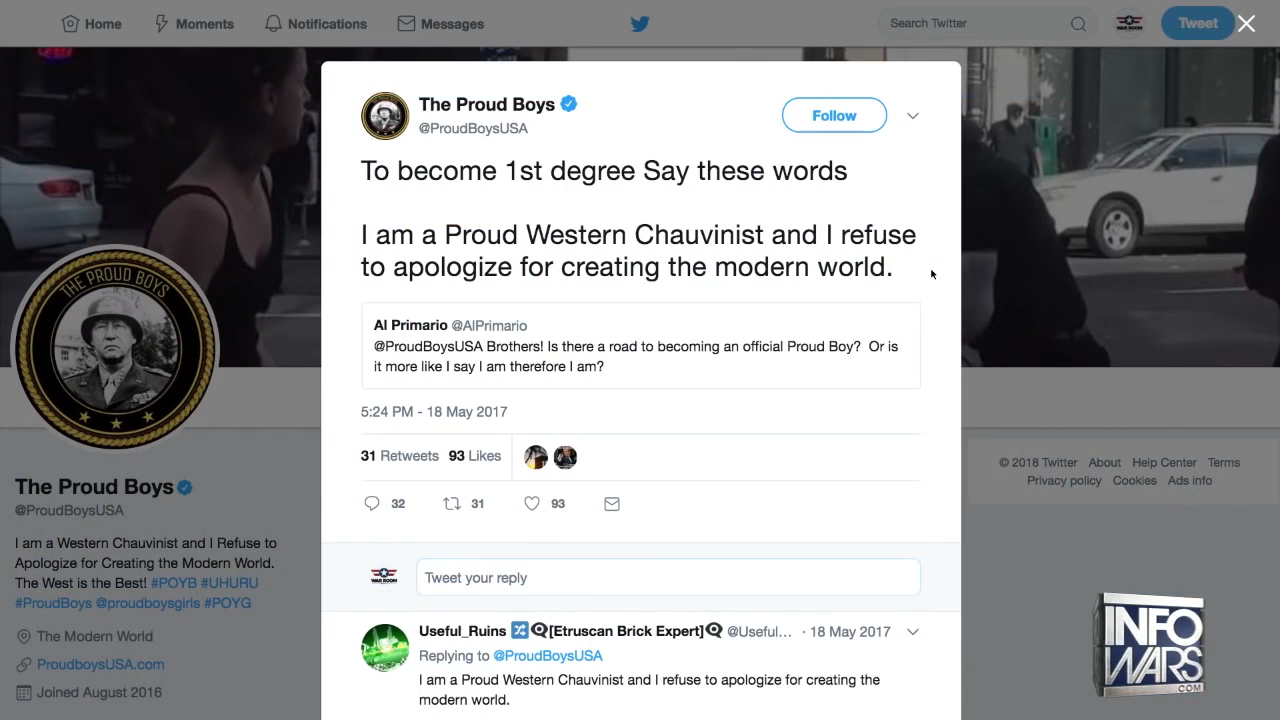 Home
Moments
Notifications
Messages
Search Twitter
WAR ROOM
Tweet
The Proud Boys
@ProudBoysUSA
Follow
To become 1st degree Say these words
I am a Proud Western Chauvinist and I refuse
to apologize for creating the modern world.
Al Primario @AlPrimario
@ProudBoysUSA Brothers! Is there a road to becoming an official Proud Boy? Or is
it more like I say I am therefore I am?
5:24 PM - 18 May 2017
31 Retweets 93 Likes
32
31
93
WAR ROOM
Tweet your reply
Useful_Ruins [Etruscan Brick Expert] @Useful... · 18 May 2017
Replying to @ProudBoysUSA
I am a Proud Western Chauvinist and I refuse to apologize for creating the
modern world.
THE PROUD BOYS
The Proud Boys
@ProudBoysUSA
I am a Western Chauvinist and I Refuse to
Apologize for Creating the Modern World.
The West is the Best! #POYB #UHURU
#ProudBoys @proudboysgirls #POYG
The Modern World
ProudboysUSA.com
Joined August 2016
© 2018 Twitter About Help Center Terms
Privacy policy Cookies Ads info
INFO
WARS
.COM